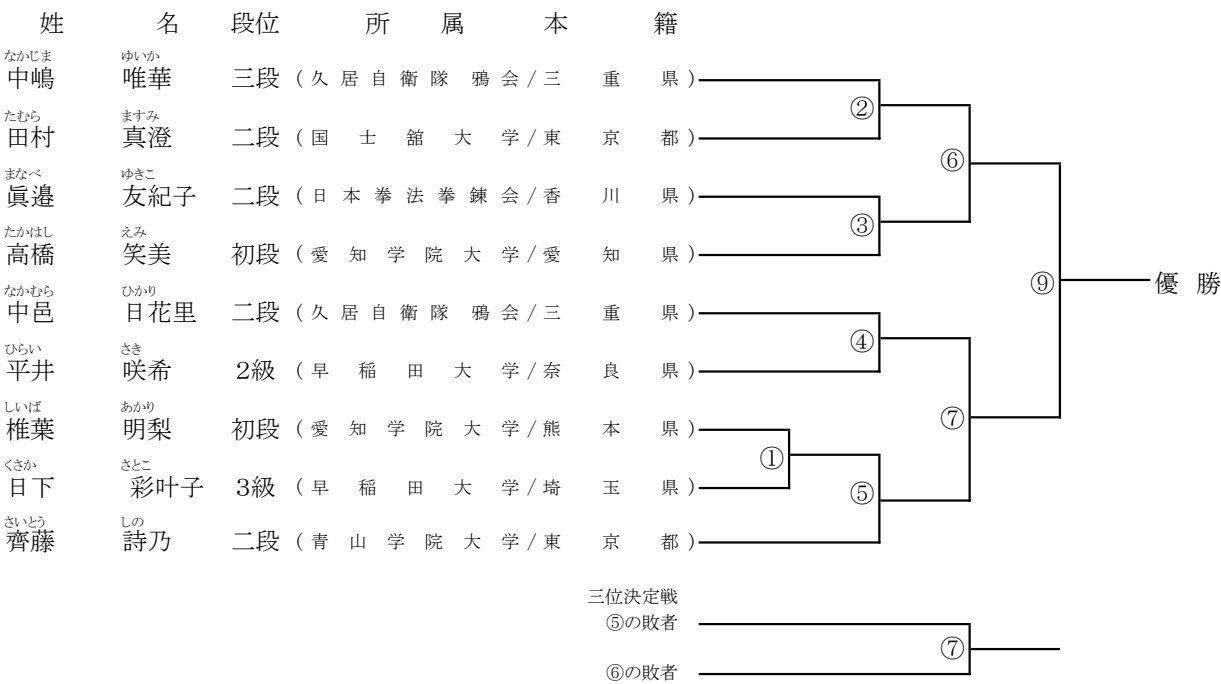 姓 名 段位 所属 本籍
なかじま ゆいか
中嶋 唯華 三段 (久居自衛隊鴉会/三重県)
②
たむら ますみ
田村 真澄 二段 (国士舘大学/東京都)
⑥
まなべ ゆきこ
眞邉 友紀子 二段 (日本拳法拳錬会/香川県)
③
たかはし えみ
高橋 笑美 初段 (愛知学院大学/愛知県)
⑨ 優勝
なかむら ひかり
中邑 日花里 二段 (久居自衛隊鴉会/三重県)
④
ひらい さき
平井 咲希 2級 (早稲田大学/奈良県)
⑦
しいば あかり
椎葉 明梨 初段 (愛知学院大学/熊本県)
①
くさか さとこ
日下 彩叶子 3級 (早稲田大学/埼玉県)
⑤
さいとう しの
齊藤 詩乃 二段 (青山学院大学/東京都)
三位決定戦
⑤の敗者
⑦
⑥の敗者